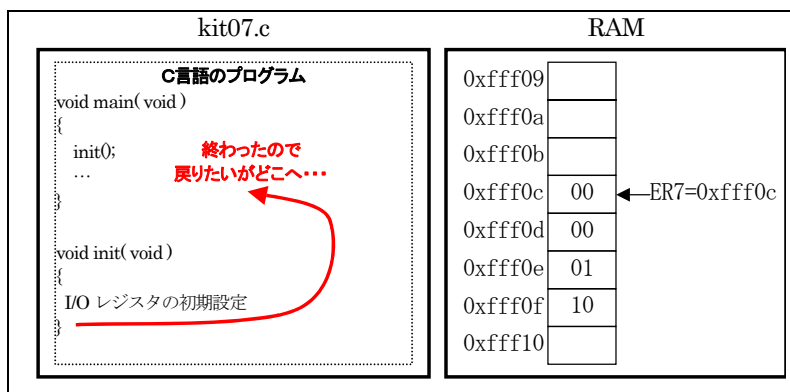 kit07.c
C言語のプログラム
void main( void )
{
init();
…
}
終わったので
戻りたいがどこへ・・・
void init( void )
{
I/O レジスタの初期設定
}
RAM
0xfff09
0xfff0a
0xfff0b
0xfff0c 00 ER7=0xfff0c
0xfff0d 00
0xfff0e 01
0xfff0f 10
0xfff10